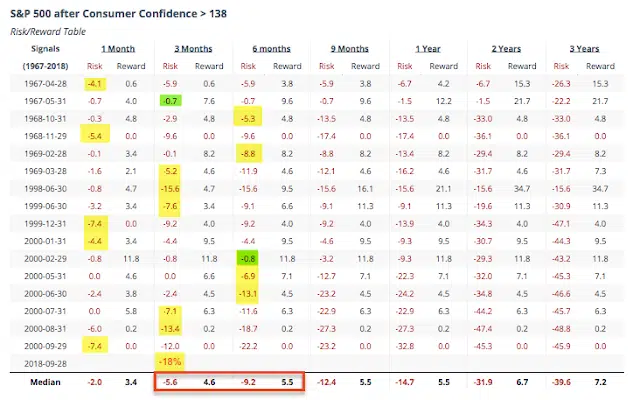 S&P 500 after Consumer Confidence > 138
Risk/Reward Table
Signals 1 Month 3 Months 6 months 9 Months 1 Year 2 Years 3 Years
(1967-2018) Risk Reward Risk Reward Risk Reward Risk Reward Risk Reward Risk Reward Risk Reward
1967-04-28 -4.1 0.6 -5.9 0.6 -5.9 3.8 -5.9 3.8 -6.7 4.2 -6.7 15.3 -26.3 15.3
1967-05-31 -0.7 4.0 -0.7 7.6 -0.7 9.6 -0.7 9.6 -1.5 12.2 -1.5 21.7 -22.2 21.7
1968-10-31 -0.3 4.8 -2.9 4.8 -5.3 4.8 -13.5 4.8 -13.5 4.8 -33.0 4.8 -33.0 4.8
1968-11-29 -5.4 0.0 -9.6 0.0 -9.6 0.0 -17.4 0.0 -17.4 0.0 -36.1 0.0 -36.1 0.0
1969-02-28 -0.1 3.4 -0.1 8.2 -8.8 8.2 -8.8 8.2 -13.4 8.2 -29.4 8.2 -29.4 8.2
1969-03-28 -1.6 2.1 -5.2 4.6 -11.9 4.6 -12.1 4.6 -16.2 4.6 -31.7 4.6 -31.7 7.3
1998-06-30 -0.8 4.7 -15.6 4.7 -15.6 9.5 -15.6 16.1 -15.6 21.1 -15.6 34.7 -15.6 34.7
1999-06-30 -3.2 3.4 -7.6 3.4 -9.1 6.6 -9.1 11.3 -9.1 11.3 -19.6 11.3 -30.9 11.3
1999-12-31 -7.4 0.0 -9.2 4.0 -9.2 4.0 -9.2 4.0 -13.9 4.0 -34.3 4.0 -47.1 4.0
2000-01-31 -4.4 3.4 -4.4 9.5 -4.4 9.5 -4.6 9.5 -9.3 9.5 -30.7 9.5 -44.3 9.5
2000-02-29 -0.8 11.8 -0.8 11.8 -0.8 11.8 -3.2 11.8 -9.3 11.8 -29.3 11.8 -43.2 11.8
2000-05-31 0.0 4.6 0.0 6.6 -6.9 7.1 -12.7 7.1 -22.3 7.1 -32.0 7.1 -45.3 7.1
2000-06-30 -2.4 3.8 -2.4 4.5 -13.1 4.5 -23.2 4.5 -24.2 4.5 -34.8 4.5 -46.6 4.5
2000-07-31 0.0 5.8 -7.1 6.3 -11.6 6.3 -22.9 6.3 -22.9 6.3 -44.2 6.3 -45.7 6.3
2000-08-31 -6.0 0.2 -13.4 0.2 -18.7 0.2 -27.3 0.2 -27.3 0.2 -47.4 0.2 -48.8 0.2
2000-09-29 -7.4 0.0 -12.0 0.0 -22.2 0.0 -23.2 0.0 -32.8 0.0 -45.3 0.0 -45.9 0.0
2018-09-28 -18%
Median -2.0 3.4 -5.6 4.6 -9.2 5.5 -12.4 5.5 -14.7 5.5 -31.9 6.7 -39.6 7.2